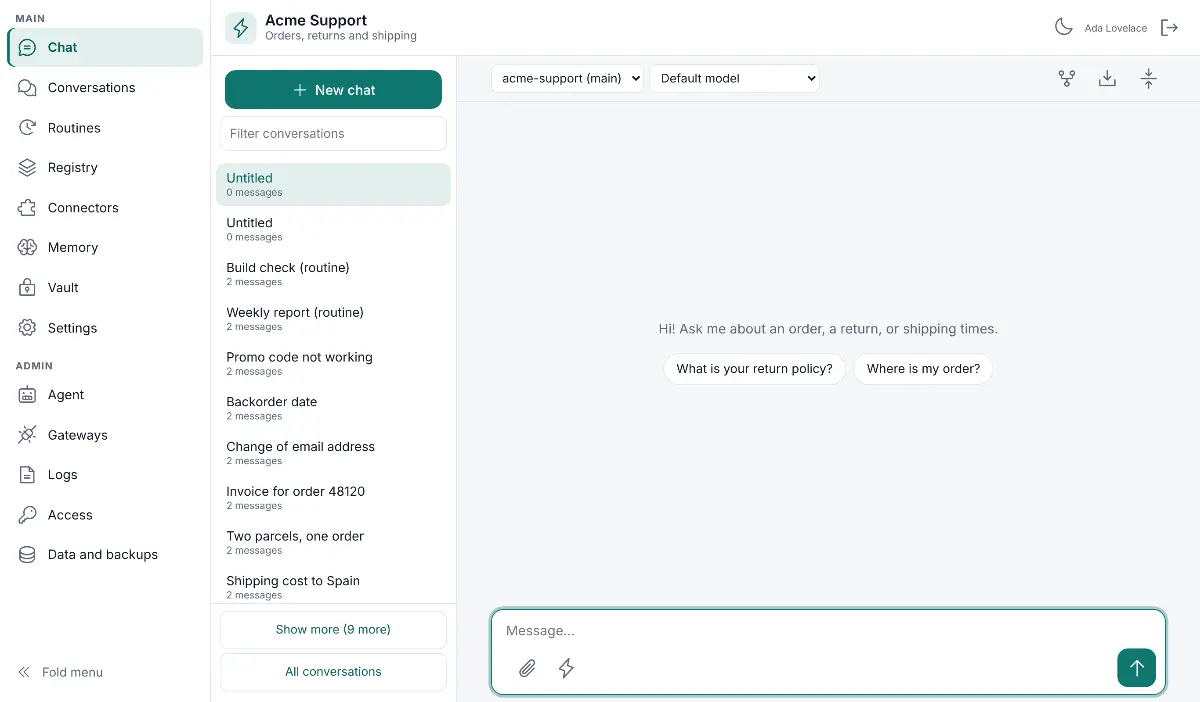 MAIN
Chat
Conversations
Routines
Registry
Connectors
Memory
Vault
Settings
ADMIN
Agent
Gateways
Logs
Access
Data and backups
Fold menu
Acme Support
Orders, returns and shipping
Ada Lovelace
New chat
Filter conversations
Untitled
0 messages
Untitled
0 messages
Build check (routine)
2 messages
Weekly report (routine)
2 messages
Promo code not working
2 messages
Backorder date
2 messages
Change of email address
2 messages
Invoice for order 48120
2 messages
Two parcels, one order
2 messages
Shipping cost to Spain
2 messages
Show more (9 more)
All conversations
acme-support (main)
Default model
Hi! Ask me about an order, a return, or shipping times.
What is your return policy?
Where is my order?
Message...